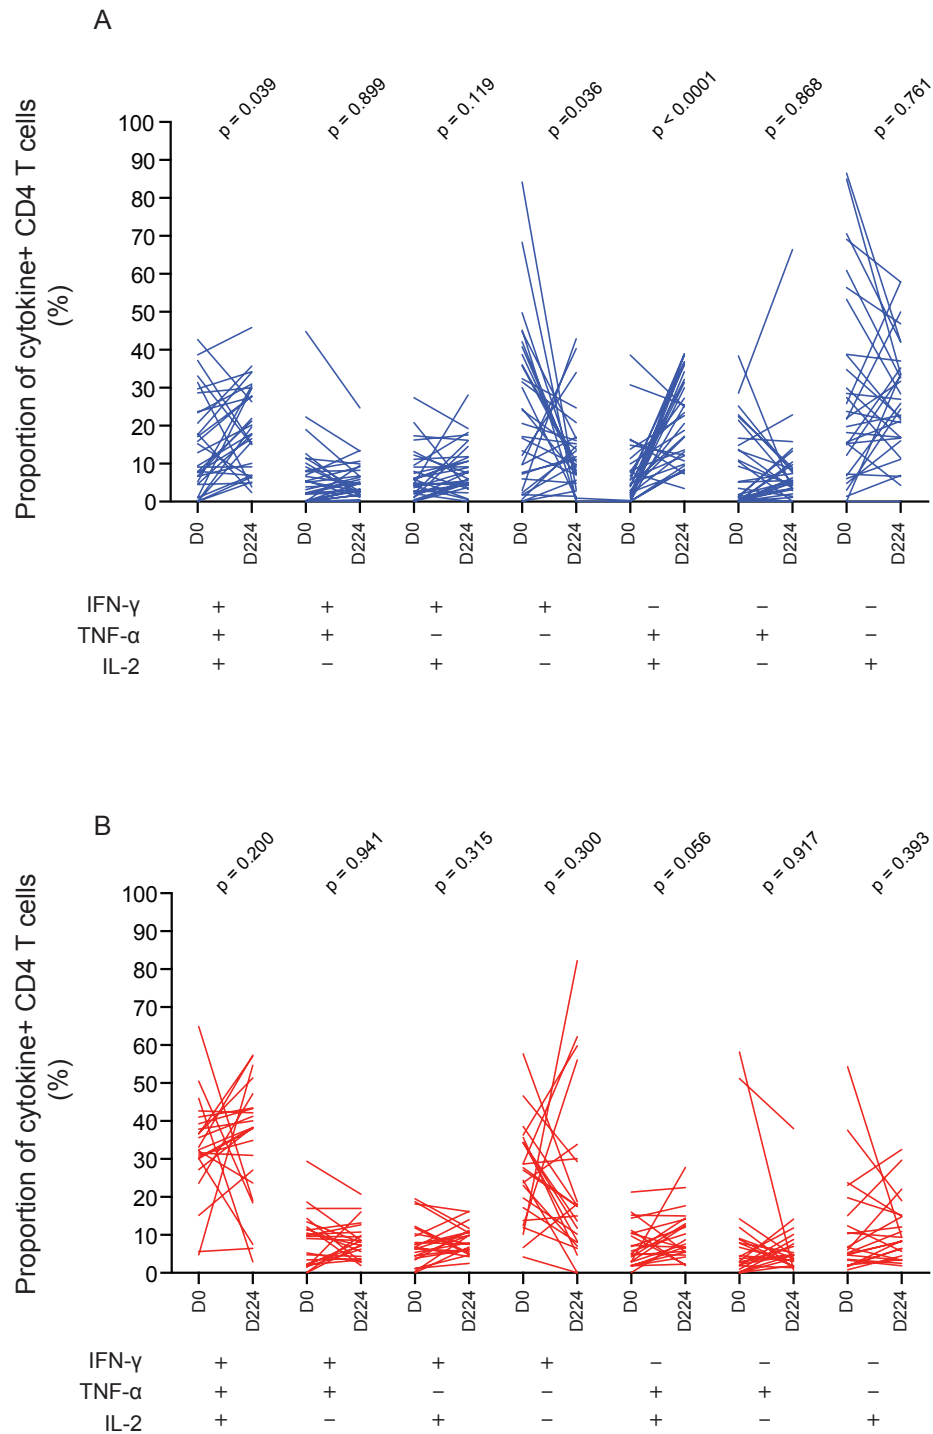 A
p = 0.039 p = 0.899 p = 0.119 p =0.036 p < 0.0001 p = 0.868 p = 0.761
Proportion of cytokine+ CD4 T cells
(%)
100
90
80
70
60
50
40
30
20
10
0
D0 D224 D0 D224 D0 D224 D0 D224 D0 D224 D0 D224 D0 D224
IFN-γ + + + + − − −
TNF-α + + − − + + −
IL-2 + − + − + − +
B
p = 0.200 p = 0.941 p = 0.315 p = 0.300 p = 0.056 p = 0.917 p = 0.393
Proportion of cytokine+ CD4 T cells
(%)
100
90
80
70
60
50
40
30
20
10
0
D0 D224 D0 D224 D0 D224 D0 D224 D0 D224 D0 D224 D0 D224
IFN-γ + + + + − − −
TNF-α + + − − + + −
IL-2 + − + − + − +